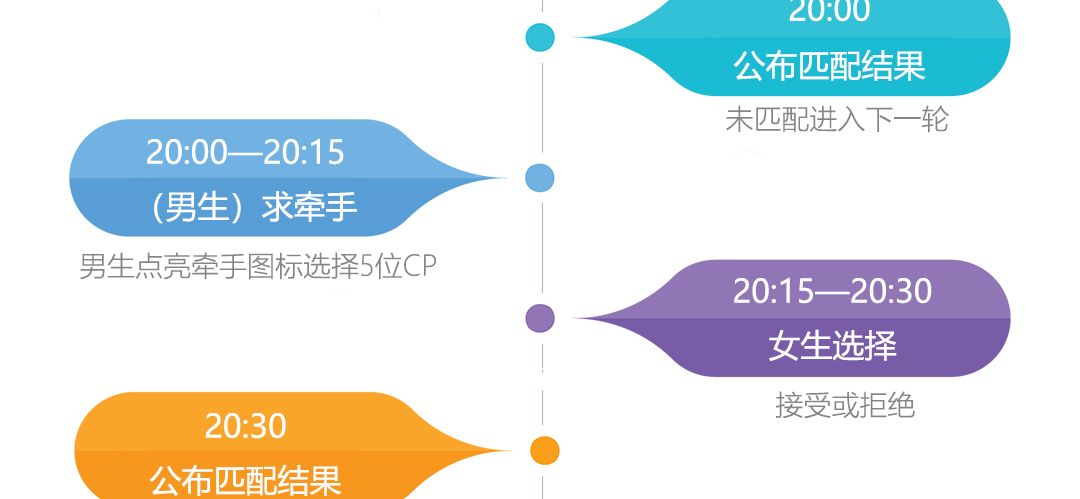 20:00
公布匹配结果
未匹配进入下一轮
20:00—20:15
（男生）求牵手
男生点亮牵手图标选择5位CP
20:15—20:30
女生选择
接受或拒绝
20:30
公布匹配结果